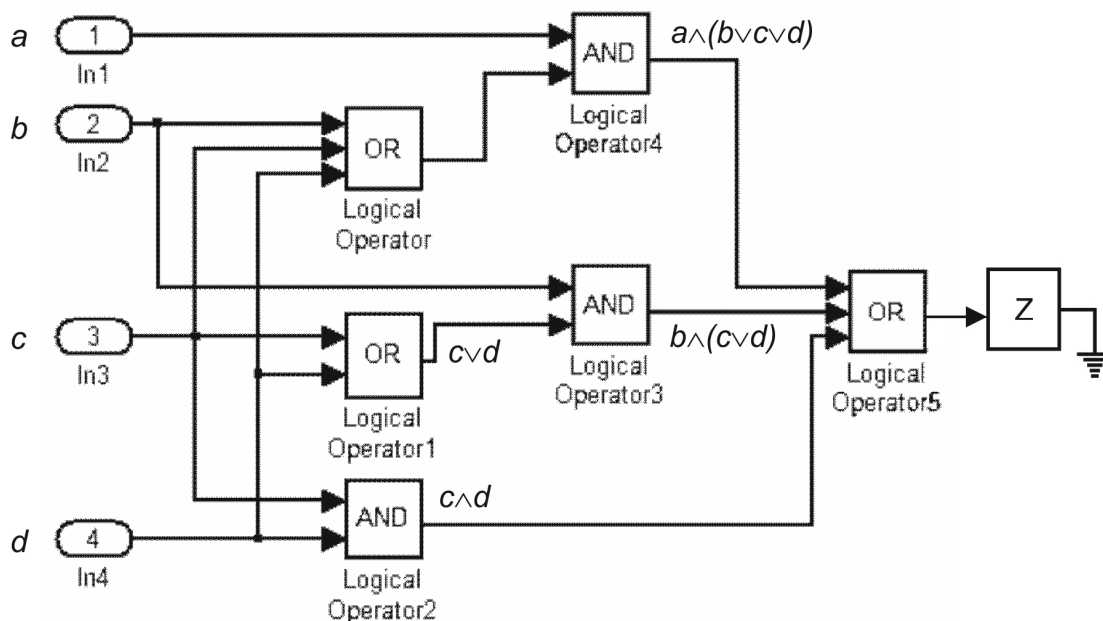 a
1
In1
AND
Logical
Operator4
a∧(b∨c∨d)
b
2
In2
OR
Logical
Operator
AND
Logical
Operator3
b∧(c∨d)
c
3
In3
OR
Logical
Operator1
c∨d
OR
Logical
Operator5
Z
d
4
In4
AND
Logical
Operator2
c∧d